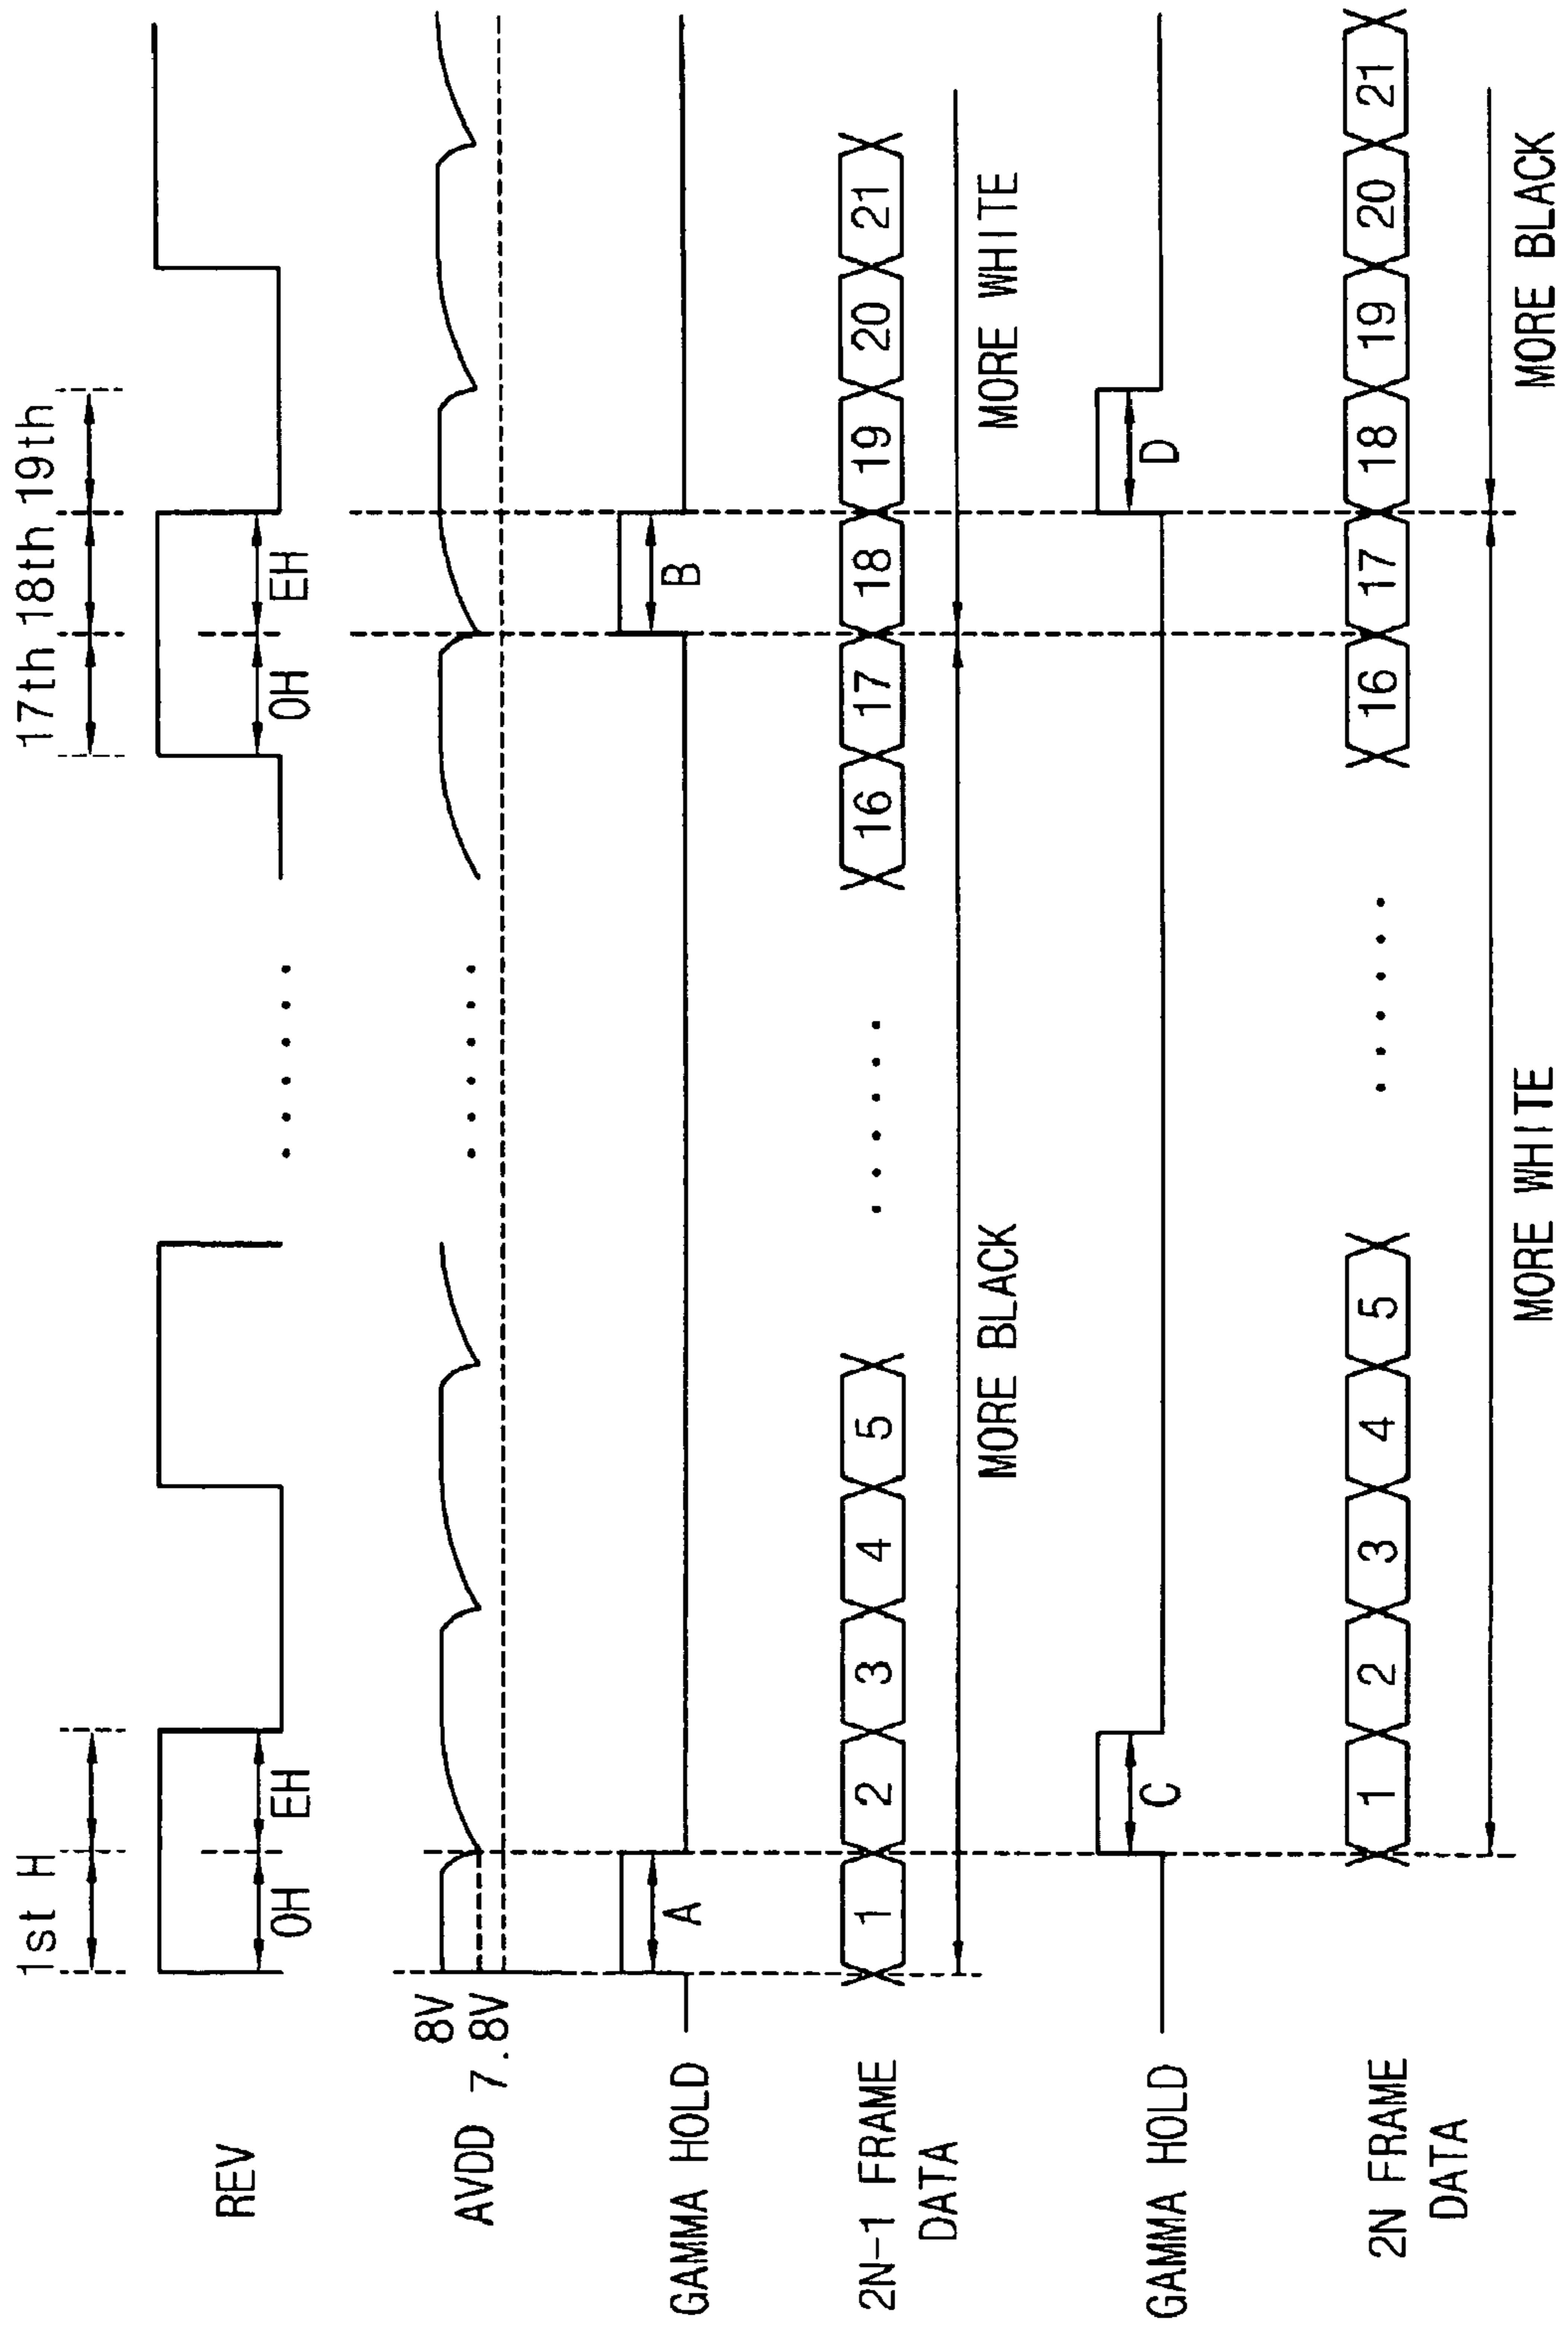 1st H
17th 18th 19th
REV
OH
EH
OH
EH
AVDD
8V
7.8V
GAMMA HOLD
A
B
2N-1 FRAME
DATA
1 2 3 4 5
16 17 18 19 20 21
MORE BLACK
MORE WHITE
GAMMA HOLD
C
D
2N FRAME
DATA
1 2 3 4 5
16 17 18 19 20 21
MORE WHITE
MORE BLACK